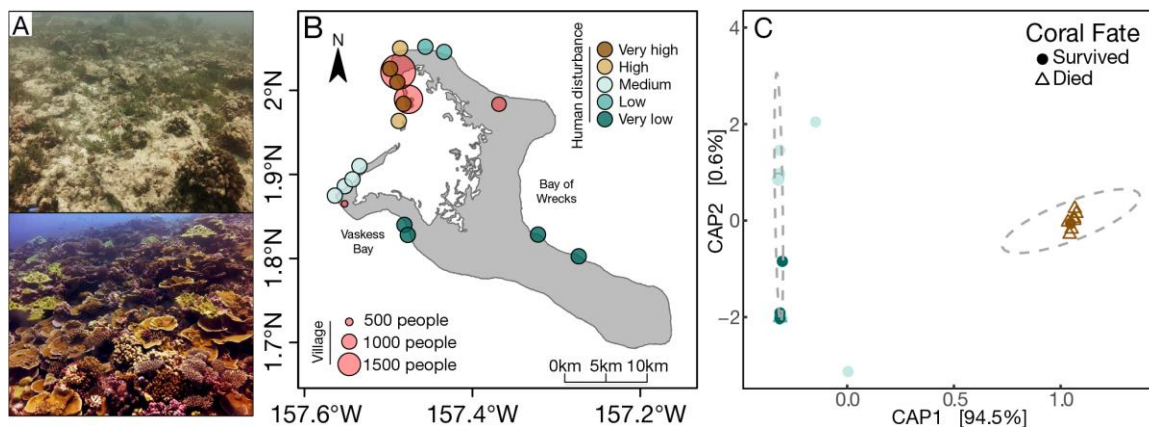 A
B
N
Very high
High
Medium
Low
Very low
Human disturbance
2°N
1.9°N
1.8°N
1.7°N
Bay of
Wrecks
Vaskess
Bay
Village
500 people
1000 people
1500 people
0km 5km 10km
157.6°W 157.4°W 157.2°W
C
Coral Fate
Survived
Died
4
2
0
−2
CAP2 [0.6%]
0.0 0.5 1.0 1.5
CAP1 [94.5%]